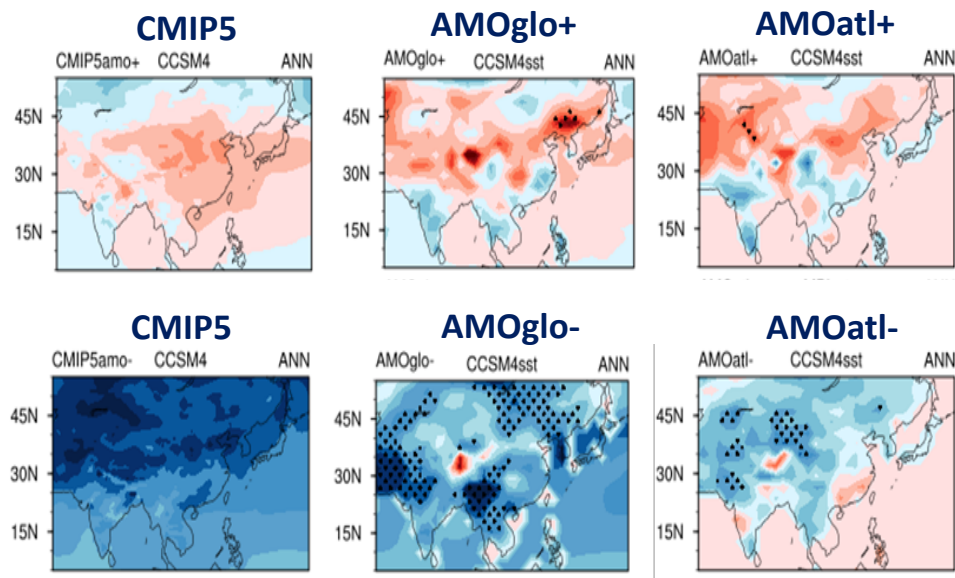 CMIP5 AMOglo+ AMOatl+
CMIP5amo+ CCSM4 ANN AMOglo+ CCSM4sst ANN AMOatl+ CCSM4sst ANN
45N 45N 45N
30N 30N 30N
15N 15N 15N
CMIP5 AMOglo- AMOatl-
CMIP5amo- CCSM4 ANN AMOglo- CCSM4sst ANN AMOatl- CCSM4sst ANN
45N 45N 45N
30N 30N 30N
15N 15N 15N